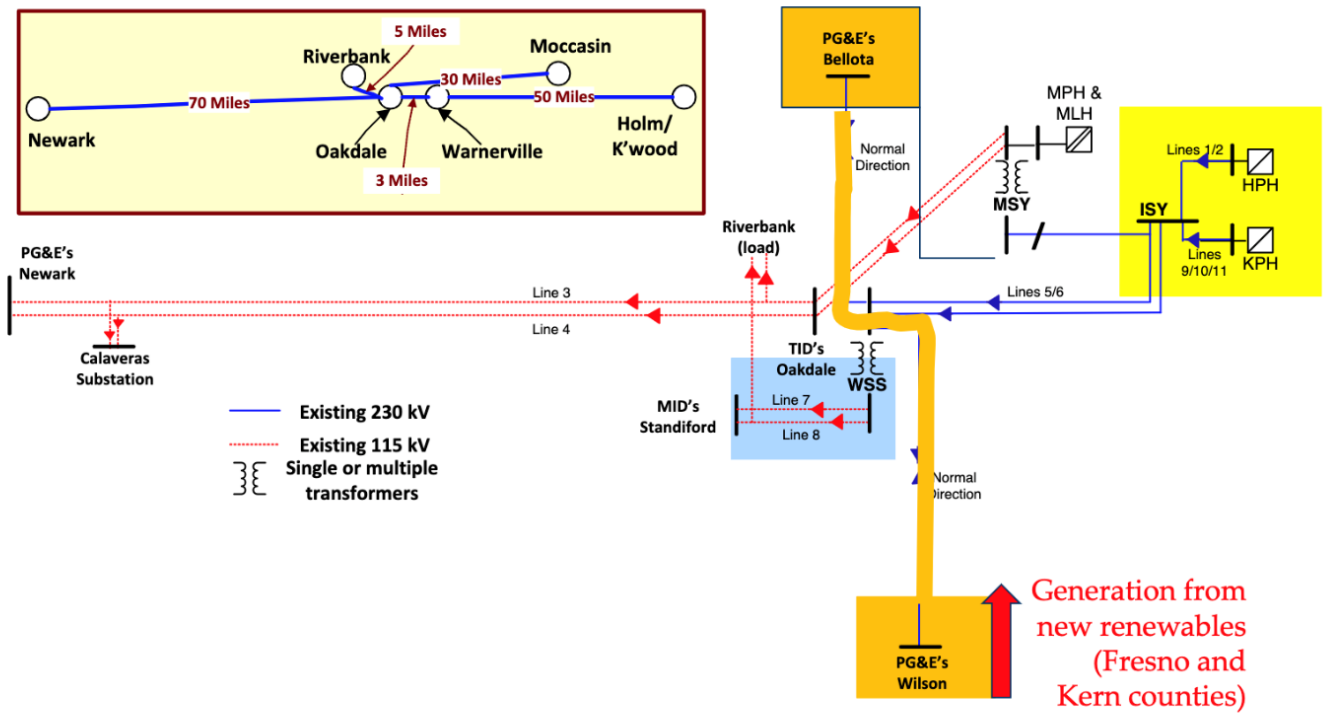 5 Miles
Riverbank
Moccasin
30 Miles
70 Miles
50 Miles
Newark
Oakdale
Warnerville
Holm/
K'wood
3 Miles
PG&E's
Bellota
Normal
Direction
MPH &
MLH
MSY
Lines 1/2
HPH
ISY
Lines
9/10/11
KPH
Riverbank
(load)
PG&E's
Newark
Line 3
Line 4
Lines 5/6
Calaveras
Substation
TID's
Oakdale
WSS
MID's
Standiford
Line 7
Line 8
Existing 230 kV
Existing 115 kV
Single or multiple
transformers
Normal
Direction
PG&E's
Wilson
Generation from
new renewables
(Fresno and
Kern counties)